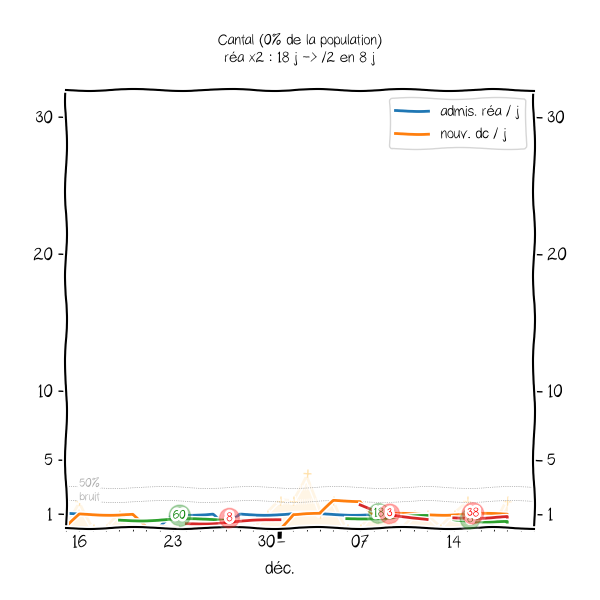 Cantal (0% de la population)
réa x2 : 18 j -> /2 en 8 j
admis. réa / j
nouv. dc / j
30 30
20 20
10 10
5 5
50%
bruit
1 1
60 8 18 3 38
16 23 30 07 14
déc.